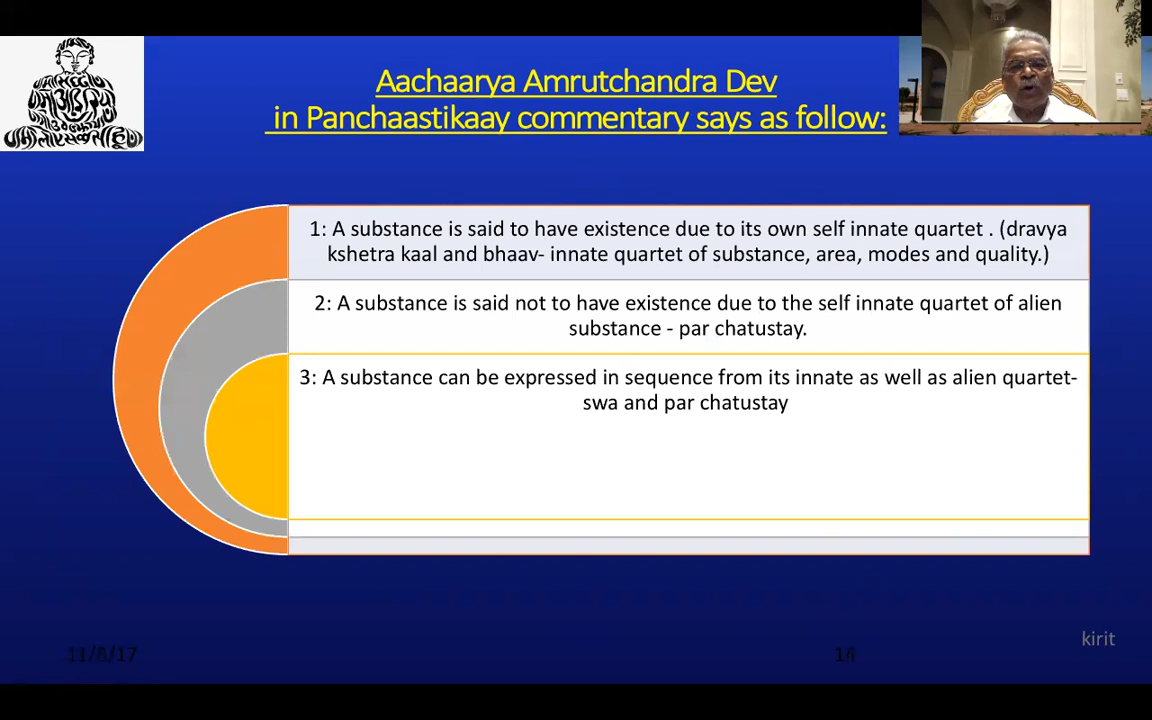 Aachaarya Amrutchandra Dev
in Panchaastikaay commentary says as follow:
1: A substance is said to have existence due to its own self innate quartet . (dravya
kshetra kaal and bhaav- innate quartet of substance, area, modes and quality.)
2: A substance is said not to have existence due to the self innate quartet of alien
substance - par chatustay.
3: A substance can be expressed in sequence from its innate as well as alien quartet-
swa and par chatustay
kirit
11/8/17
14